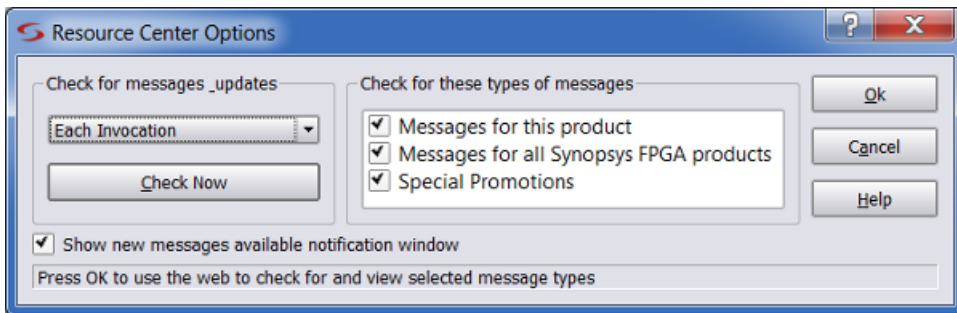 Resource Center Options
Check for messages _updates
Each Invocation
Check Now
Check for these types of messages
Messages for this product
Messages for all Synopsys FPGA products
Special Promotions
Ok
Cancel
Help
Show new messages available notification window
Press OK to use the web to check for and view selected message types